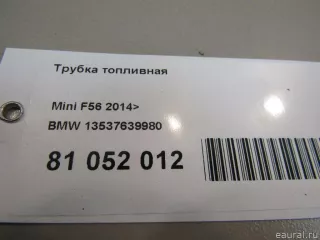 Трубка топливная
Mini F56 2014>
BMW 13537639980
81 052 012
eaural.ru